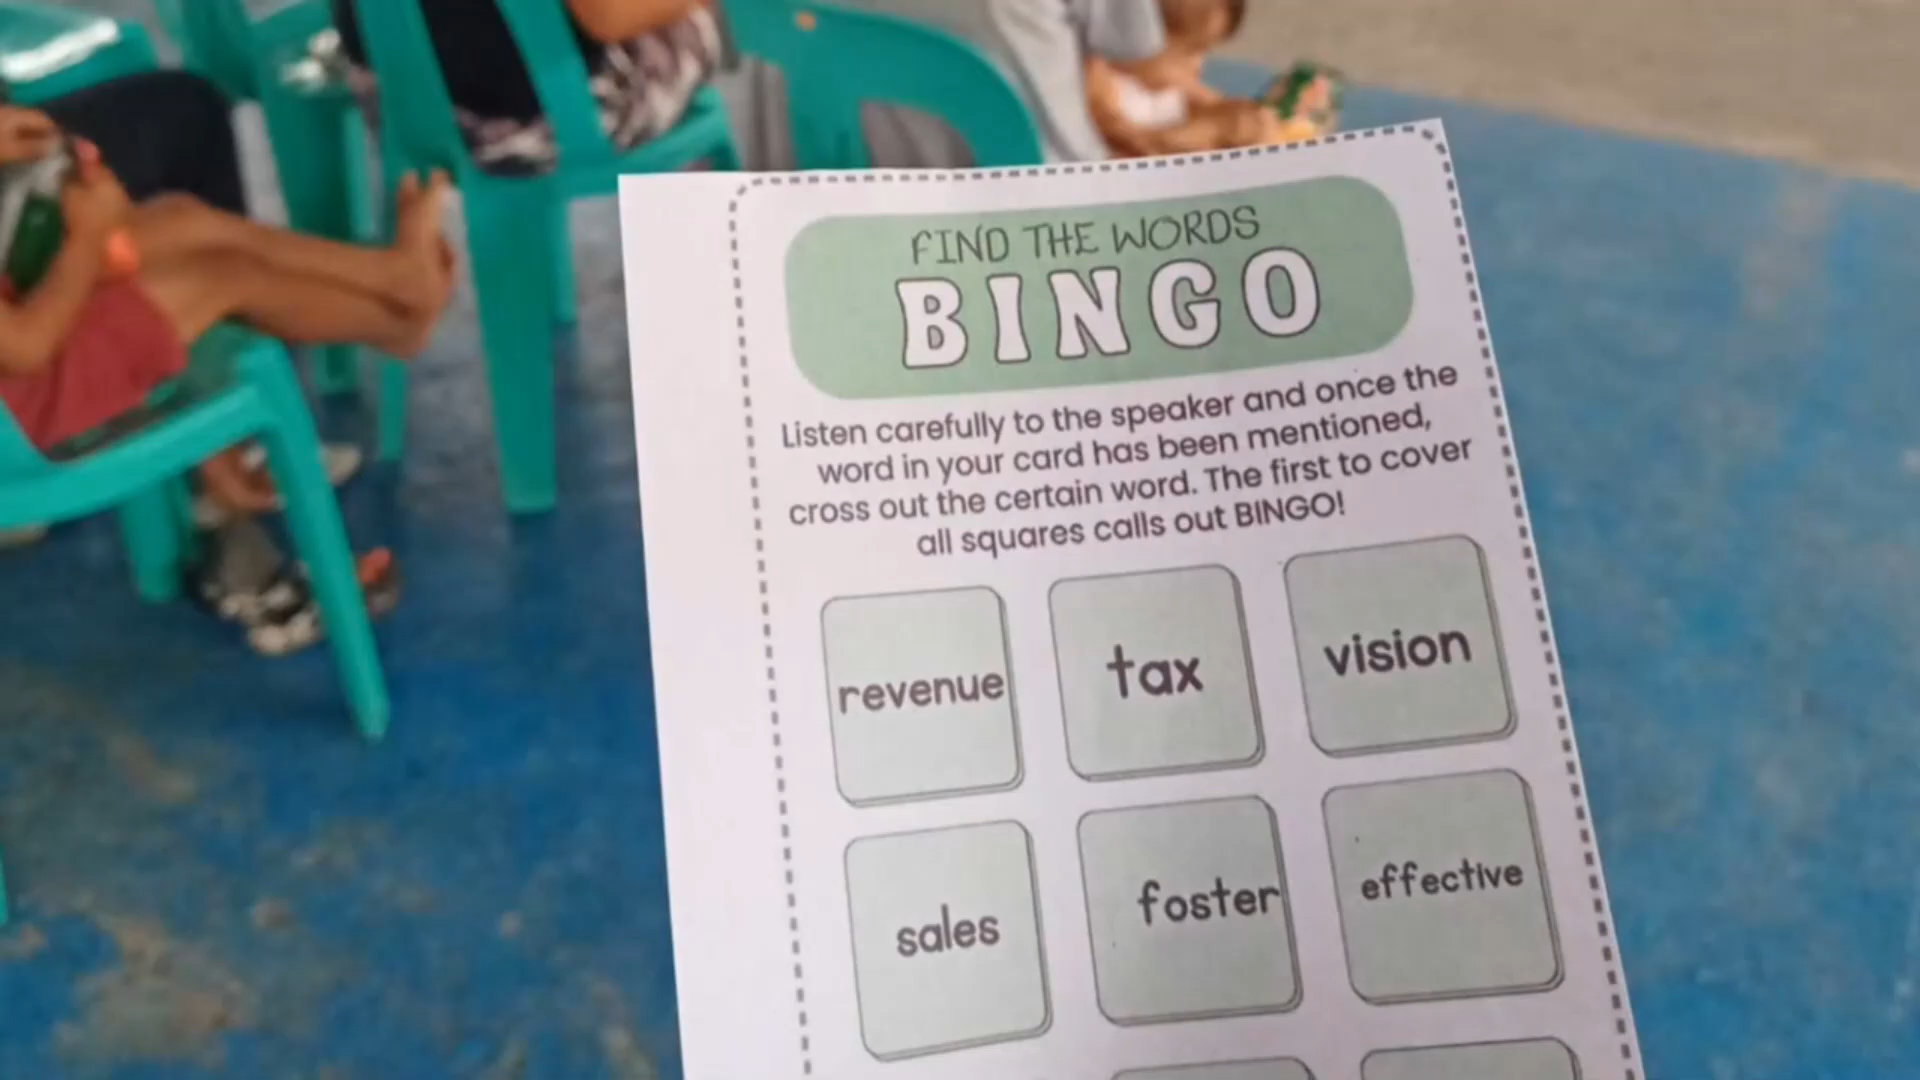 FIND THE WORDS
BINGO
Listen carefully to the speaker and once the
word in your card has been mentioned,
cross out the certain word. The first to cover
all squares calls out BINGO!
revenue
tax
vision
sales
foster
effective